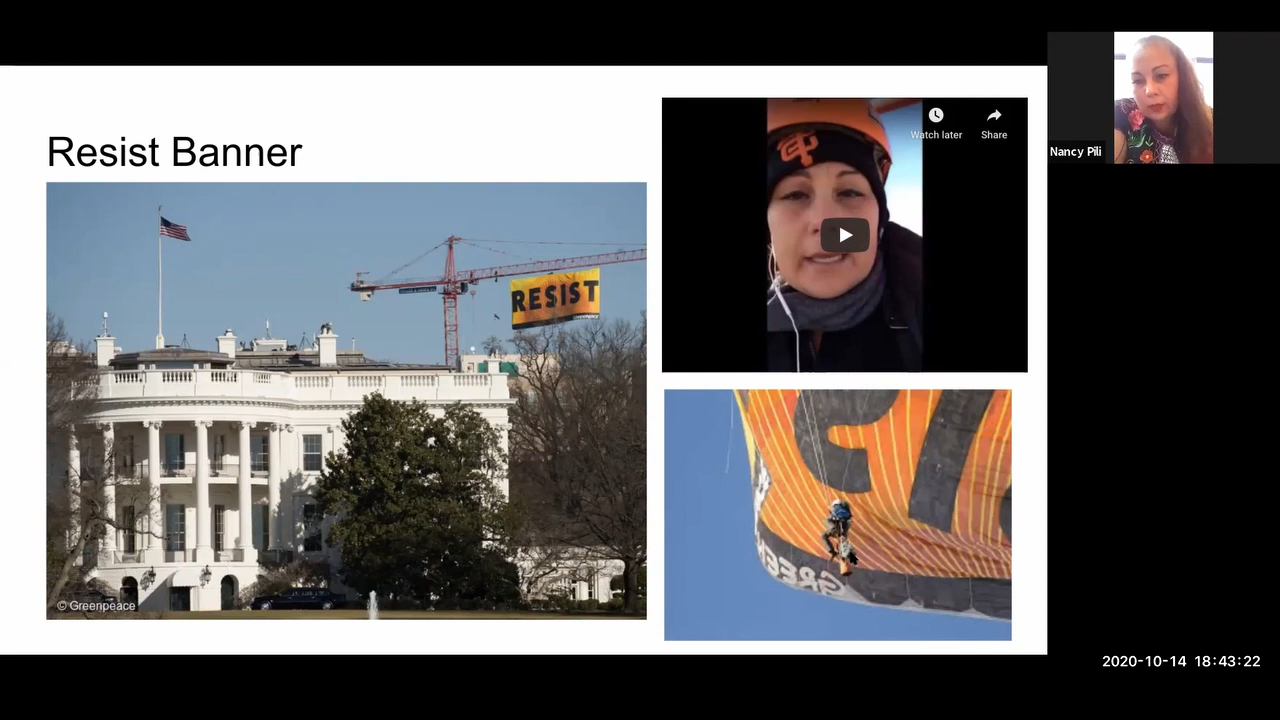 Resist Banner
RESIST
© Greenpeace
Watch later
Share
Nancy Pili
2020-10-14 18:43:22